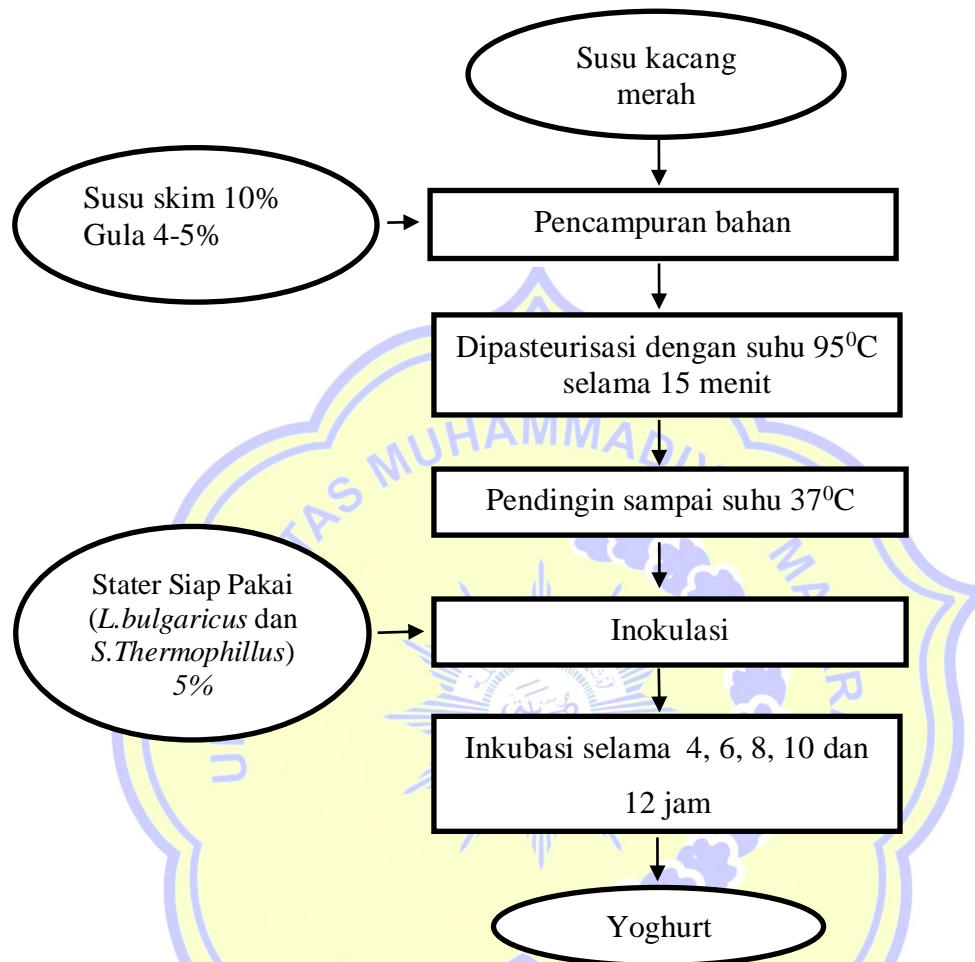 Susu kacang
merah
Susu skim 10%
Gula 4-5%
Pencampuran bahan
Dipasteurisasi dengan suhu 95⁰C
selama 15 menit
Pendingin sampai suhu 37⁰C
Stater Siap Pakai
(L.bulgaricus dan
S.Thermophillus)
5%
Inokulasi
Inkubasi selama 4, 6, 8, 10 dan
12 jam
Yoghurt